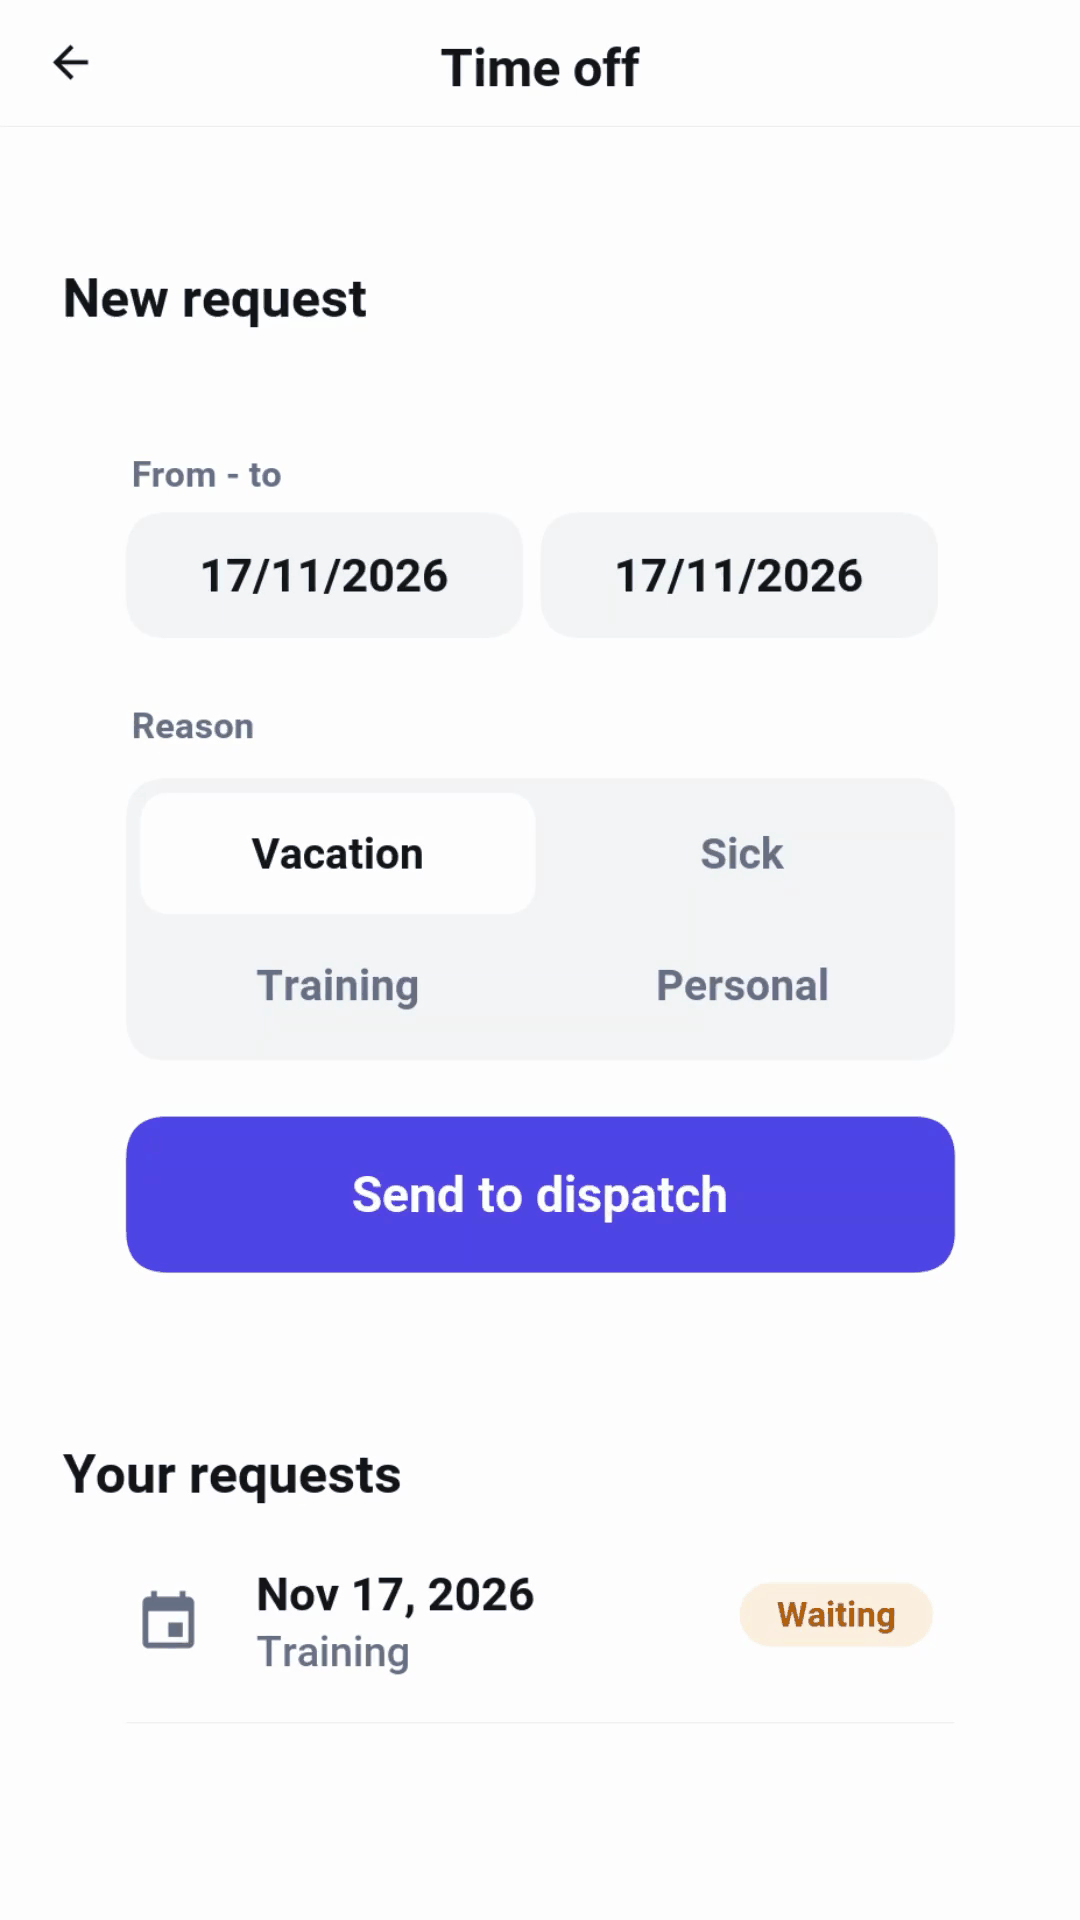 Time off
New request
From - to
17/11/2026 17/11/2026
Reason
Vacation Sick
Training Personal
Send to dispatch
Your requests
Nov 17, 2026
Waiting
Training